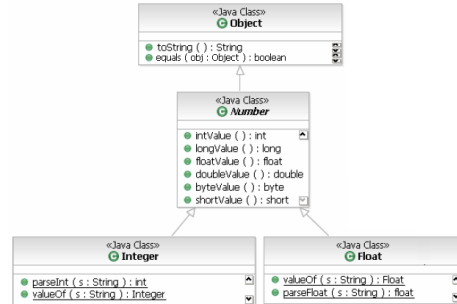 «Java Class»
Object
toString ( ) : String
equals ( obj : Object ) : boolean
«Java Class»
Number
intValue ( ) : int
longValue ( ) : long
floatValue ( ) : float
doubleValue ( ) : double
byteValue ( ) : byte
shortValue ( ) : short
«Java Class»
Integer
parseInt ( s : String ) : int
valueOf ( s : String ) : Integer
«Java Class»
Float
valueOf ( s : String ) : Float
parseFloat ( s : String ) : float